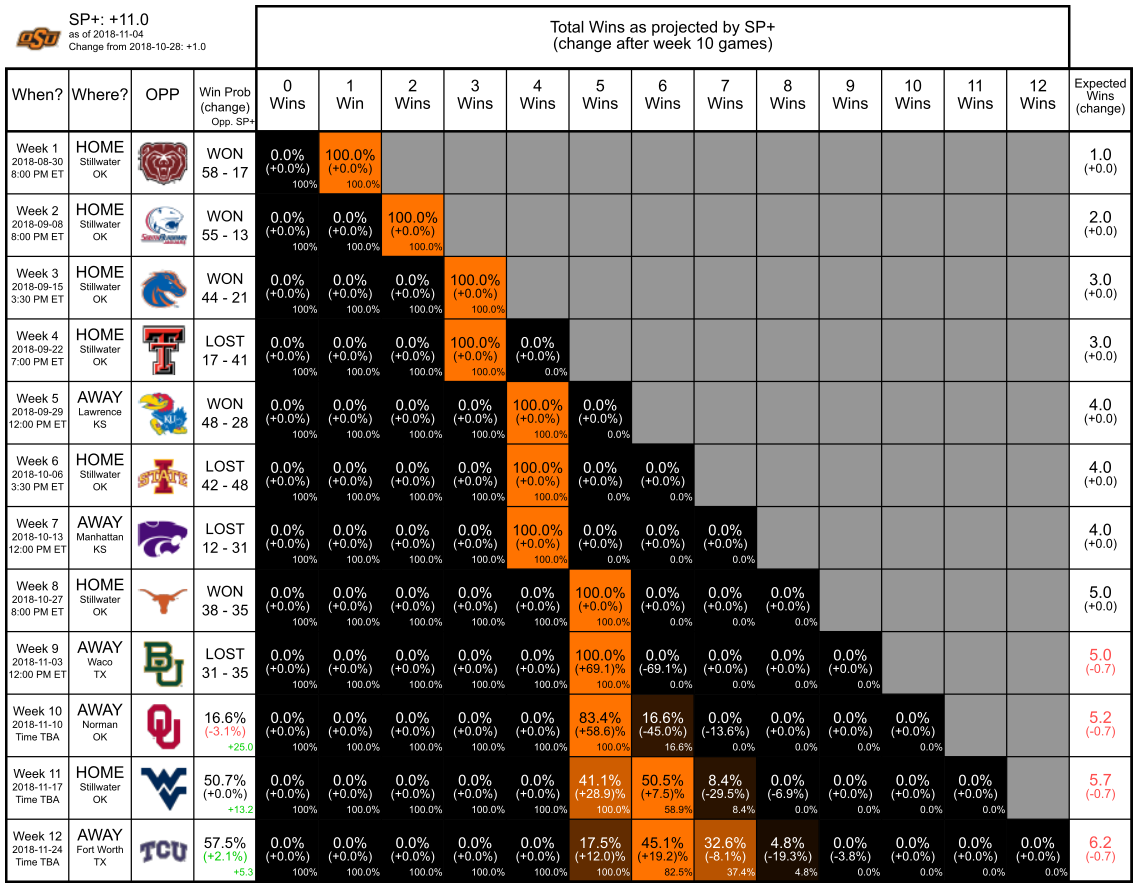 OSU
SP+: +11.0
as of 2018-11-04
Change from 2018-10-28: +1.0
Total Wins as projected by SP+
(change after week 10 games)
When? Where? OPP Win Prob (change) Opp. SP+ 0 Wins 1 Win 2 Wins 3 Wins 4 Wins 5 Wins 6 Wins 7 Wins 8 Wins 9 Wins 10 Wins 11 Wins 12 Wins Expected Wins (change)
Week 1 HOME WON 0.0% 100.0% 1.0
2018-08-30 Stillwater (+0.0%) (+0.0%) (+0.0)
8:00 PM ET OK 58 - 17 100% 100.0%
Week 2 HOME WON 0.0% 0.0% 100.0% 2.0
2018-09-08 Stillwater (+0.0%) (+0.0%) (+0.0%) (+0.0)
8:00 PM ET OK SOUTH ALABAMA 55 - 13 100% 100.0% 100.0%
Week 3 HOME WON 0.0% 0.0% 0.0% 100.0% 3.0
2018-09-15 Stillwater (+0.0%) (+0.0%) (+0.0%) (+0.0%) (+0.0)
3:30 PM ET OK 44 - 21 100% 100.0% 100.0% 100.0%
Week 4 HOME LOST 0.0% 0.0% 0.0% 100.0% 0.0% 3.0
2018-09-22 Stillwater T (+0.0%) (+0.0%) (+0.0%) (+0.0%) (+0.0%) (+0.0)
7:00 PM ET OK 17 - 41 100% 100.0% 100.0% 100.0% 0.0%
Week 5 AWAY WON 0.0% 0.0% 0.0% 0.0% 100.0% 0.0% 4.0
2018-09-29 Lawrence KU (+0.0%) (+0.0%) (+0.0%) (+0.0%) (+0.0%) (+0.0%) (+0.0)
12:00 PM ET KS 48 - 28 100% 100.0% 100.0% 100.0% 100.0% 0.0%
Week 6 HOME LOST 0.0% 0.0% 0.0% 0.0% 100.0% 0.0% 0.0% 4.0
2018-10-06 Stillwater STATE (+0.0%) (+0.0%) (+0.0%) (+0.0%) (+0.0%) (+0.0%) (+0.0%) (+0.0)
3:30 PM ET OK 42 - 48 100% 100.0% 100.0% 100.0% 100.0% 0.0% 0.0%
Week 7 AWAY LOST 0.0% 0.0% 0.0% 0.0% 100.0% 0.0% 0.0% 0.0% 4.0
2018-10-13 Manhattan (+0.0%) (+0.0%) (+0.0%) (+0.0%) (+0.0%) (+0.0%) (+0.0%) (+0.0%) (+0.0)
12:00 PM ET KS 12 - 31 100% 100.0% 100.0% 100.0% 100.0% 0.0% 0.0% 0.0%
Week 8 HOME WON 0.0% 0.0% 0.0% 0.0% 0.0% 100.0% 0.0% 0.0% 0.0% 5.0
2018-10-27 Stillwater (+0.0%) (+0.0%) (+0.0%) (+0.0%) (+0.0%) (+0.0%) (+0.0%) (+0.0%) (+0.0%) (+0.0)
8:00 PM ET OK 38 - 35 100% 100.0% 100.0% 100.0% 100.0% 100.0% 0.0% 0.0% 0.0%
Week 9 AWAY LOST 0.0% 0.0% 0.0% 0.0% 0.0% 100.0% 0.0% 0.0% 0.0% 0.0% 5.0
2018-11-03 Waco BU (+0.0%) (+0.0%) (+0.0%) (+0.0%) (+0.0%) (+69.1)% (-69.1%) (+0.0%) (+0.0%) (+0.0%) (-0.7)
12:00 PM ET TX 31 - 35 100% 100.0% 100.0% 100.0% 100.0% 100.0% 0.0% 0.0% 0.0% 0.0%
Week 10 AWAY 16.6% 0.0% 0.0% 0.0% 0.0% 0.0% 83.4% 16.6% 0.0% 0.0% 0.0% 0.0% 5.2
2018-11-10 Norman OU (-3.1%) (+0.0%) (+0.0%) (+0.0%) (+0.0%) (+0.0%) (+58.6)% (-45.0%) (-13.6%) (+0.0%) (+0.0%) (+0.0%) (-0.7)
Time TBA OK +25.0 100% 100.0% 100.0% 100.0% 100.0% 100.0% 16.6% 0.0% 0.0% 0.0% 0.0%
Week 11 HOME 50.7% 0.0% 0.0% 0.0% 0.0% 0.0% 41.1% 50.5% 8.4% 0.0% 0.0% 0.0% 0.0% 5.7
2018-11-17 Stillwater WV (+0.0%) (+0.0%) (+0.0%) (+0.0%) (+0.0%) (+0.0%) (+28.9)% (+7.5)% (-29.5%) (-6.9%) (+0.0%) (+0.0%) (+0.0%) (-0.7)
Time TBA OK +13.2 100% 100.0% 100.0% 100.0% 100.0% 100.0% 58.9% 8.4% 0.0% 0.0% 0.0% 0.0%
Week 12 AWAY 57.5% 0.0% 0.0% 0.0% 0.0% 0.0% 17.5% 45.1% 32.6% 4.8% 0.0% 0.0% 0.0% 0.0% 6.2
2018-11-24 Fort Worth TCU (+2.1%) (+0.0%) (+0.0%) (+0.0%) (+0.0%) (+0.0%) (+12.0)% (+19.2)% (-8.1%) (-19.3%) (-3.8%) (+0.0%) (+0.0%) (+0.0%) (-0.7)
Time TBA TX +5.3 100% 100.0% 100.0% 100.0% 100.0% 100.0% 82.5% 37.4% 4.8% 0.0% 0.0% 0.0% 0.0%